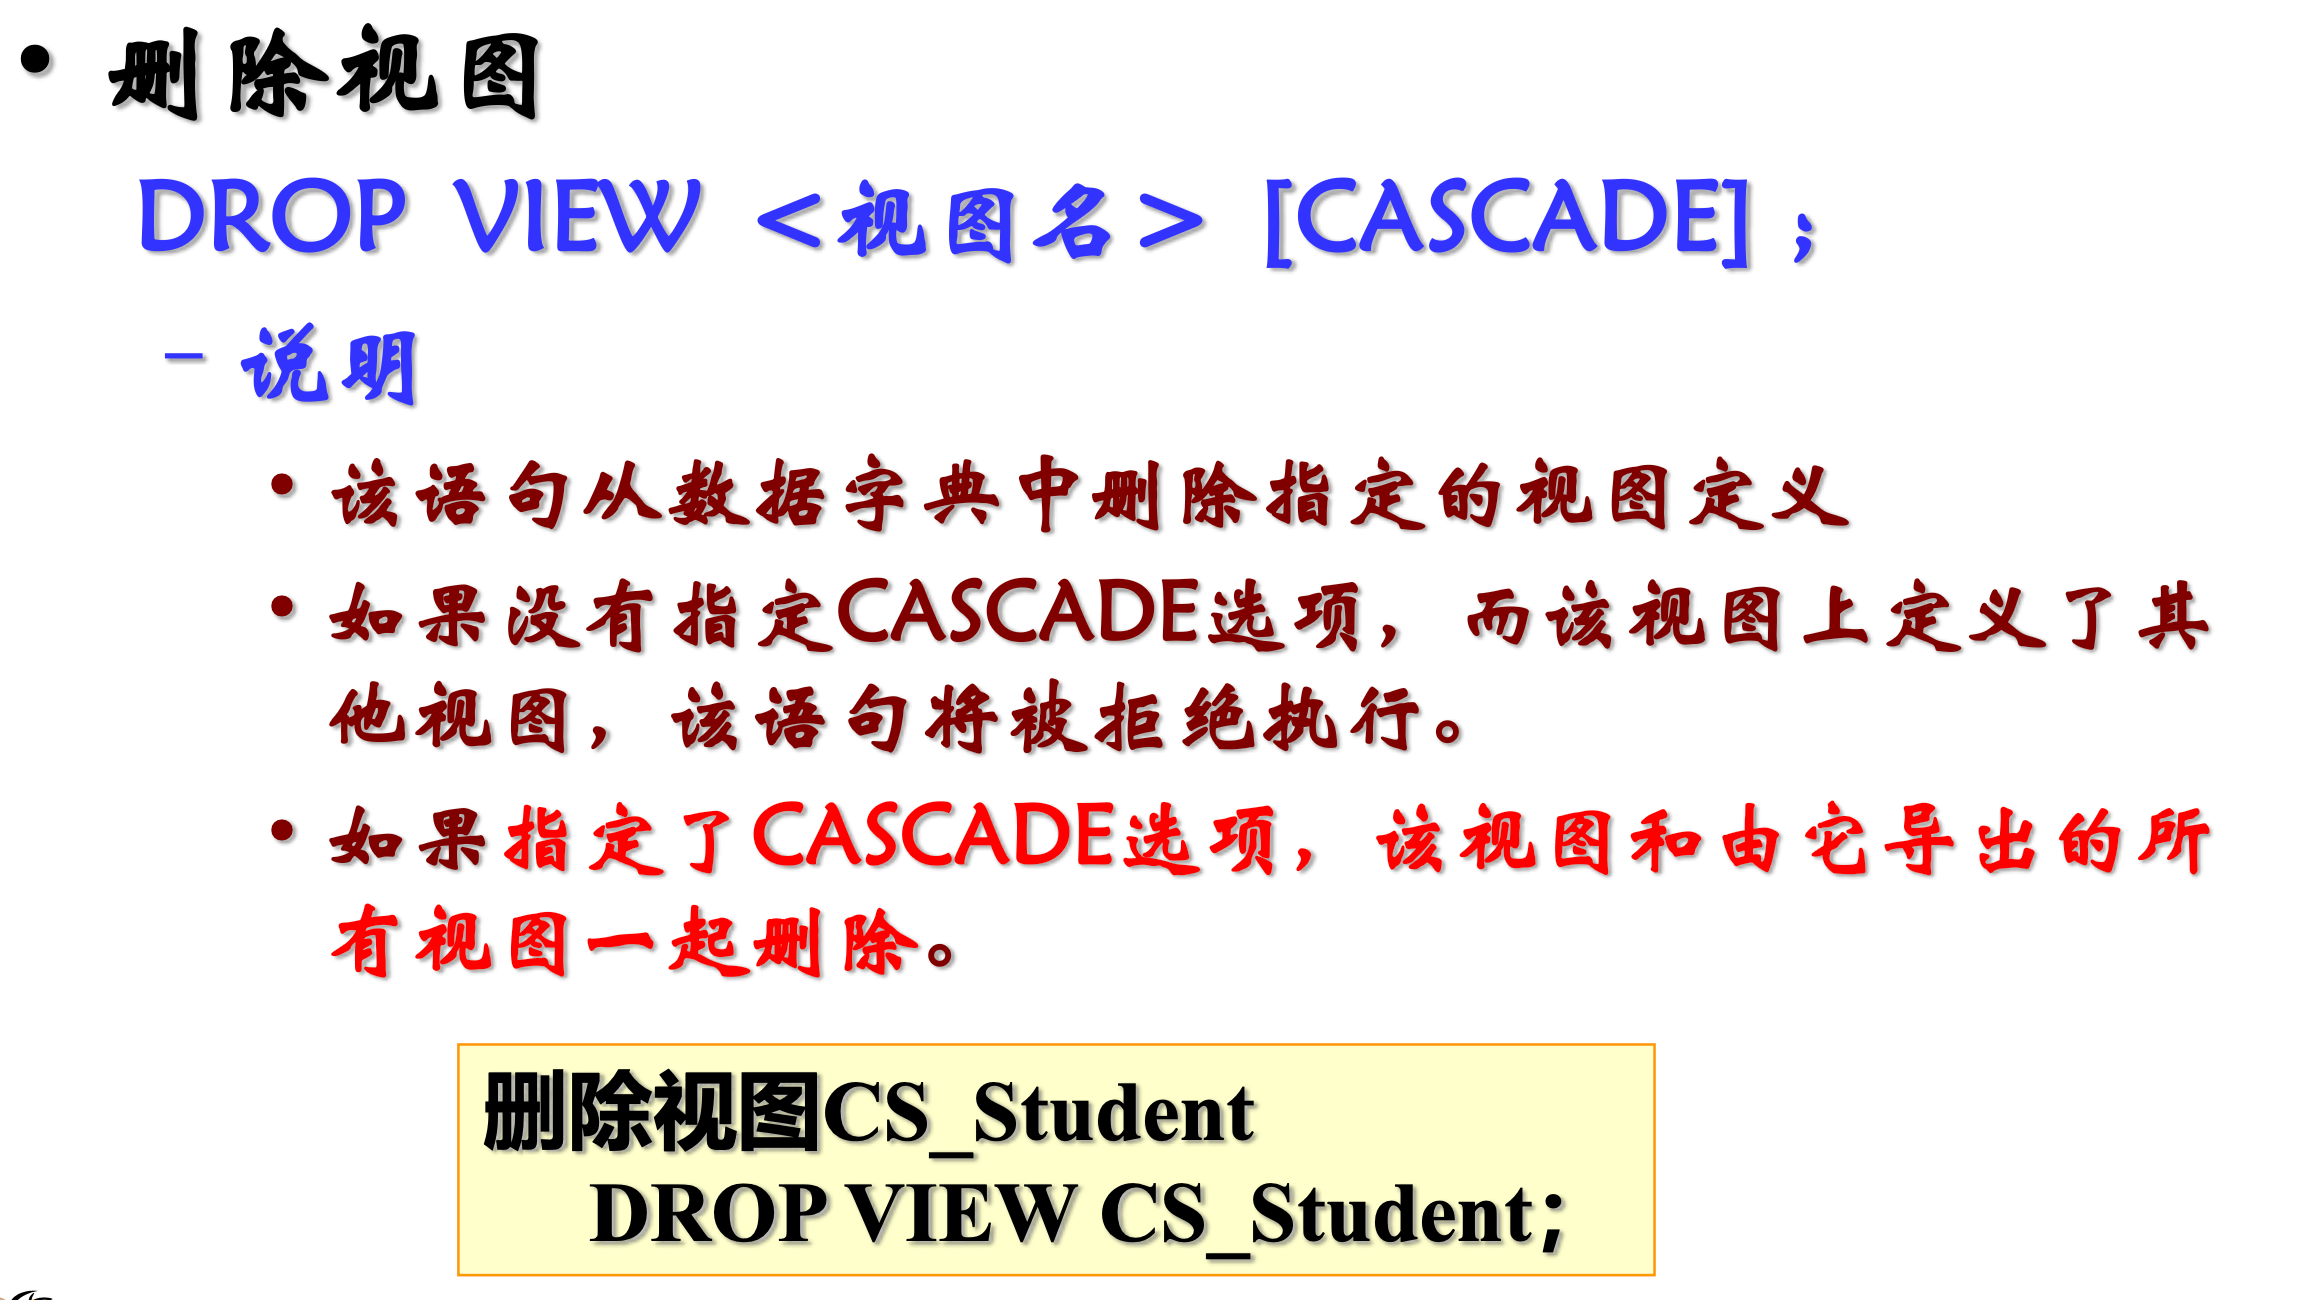 • 删除视图
DROP VIEW <视图名> [CASCADE]；
– 说明
• 该语句从数据字典中删除指定的视图定义
• 如果没有指定CASCADE选项，而该视图上定义了其
他视图，该语句将被拒绝执行。
• 如果指定了CASCADE选项，该视图和由它导出的所
有视图一起删除。
删除视图CS_Student
DROP VIEW CS_Student；